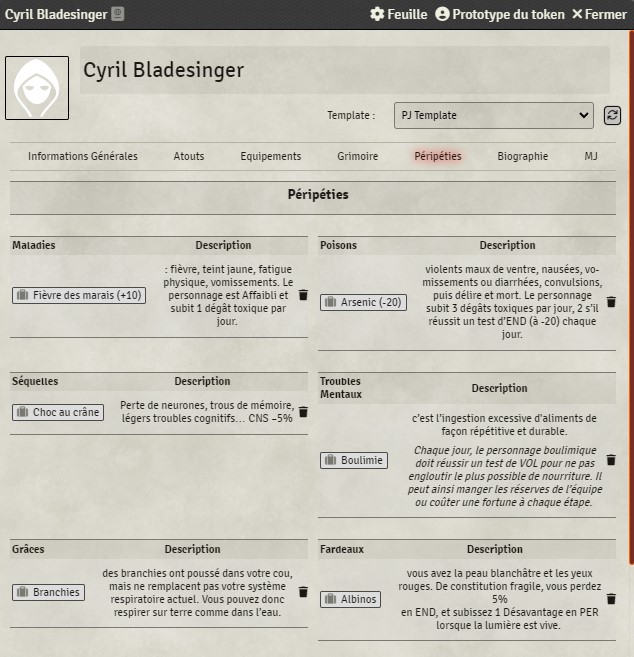 Cyril Bladesinger
Feuille
Prototype du token
Fermer
Cyril Bladesinger
Template :
PJ Template
Informations Générales
Atouts
Equipements
Grimoire
Péripéties
Biographie
MJ
Péripéties
Maladies
Description
Fièvre des marais (+10)
: fièvre, teint jaune, fatigue
physique, vomissements. Le
personnage est Affaibli et
subit 1 dégât toxique par
jour.
Poisons
Description
Arsenic (-20)
violents maux de ventre, nausées, vo-
missements ou diarrhées, convulsions,
puis délire et mort. Le personnage
subit 3 dégâts toxiques par jour, 2 s'il
réussit un test d'END (à -20) chaque
jour.
Séquelles
Description
Choc au crâne
Perte de neurones, trous de mémoire,
légers troubles cognitifs… CNS –5%
Troubles
Mentaux
Description
Boulimie
c'est l'ingestion excessive d'aliments de
façon répétitive et durable.
Chaque jour, le personnage boulimique
doit réussir un test de VOL pour ne pas
engloutir le plus possible de nourriture. Il
peut ainsi manger les réserves de l'équipe
ou coûter une fortune à chaque étape.
Grâces
Description
Branchies
des branchies ont poussé dans votre cou,
mais ne remplacent pas votre système
respiratoire actuel. Vous pouvez donc
respirer sur terre comme dans l'eau.
Fardeaux
Description
Albinos
vous avez la peau blanchâtre et les yeux
rouges. De constitution fragile, vous perdez
5%
en END, et subissez 1 Désavantage en PER
lorsque la lumière est vive.